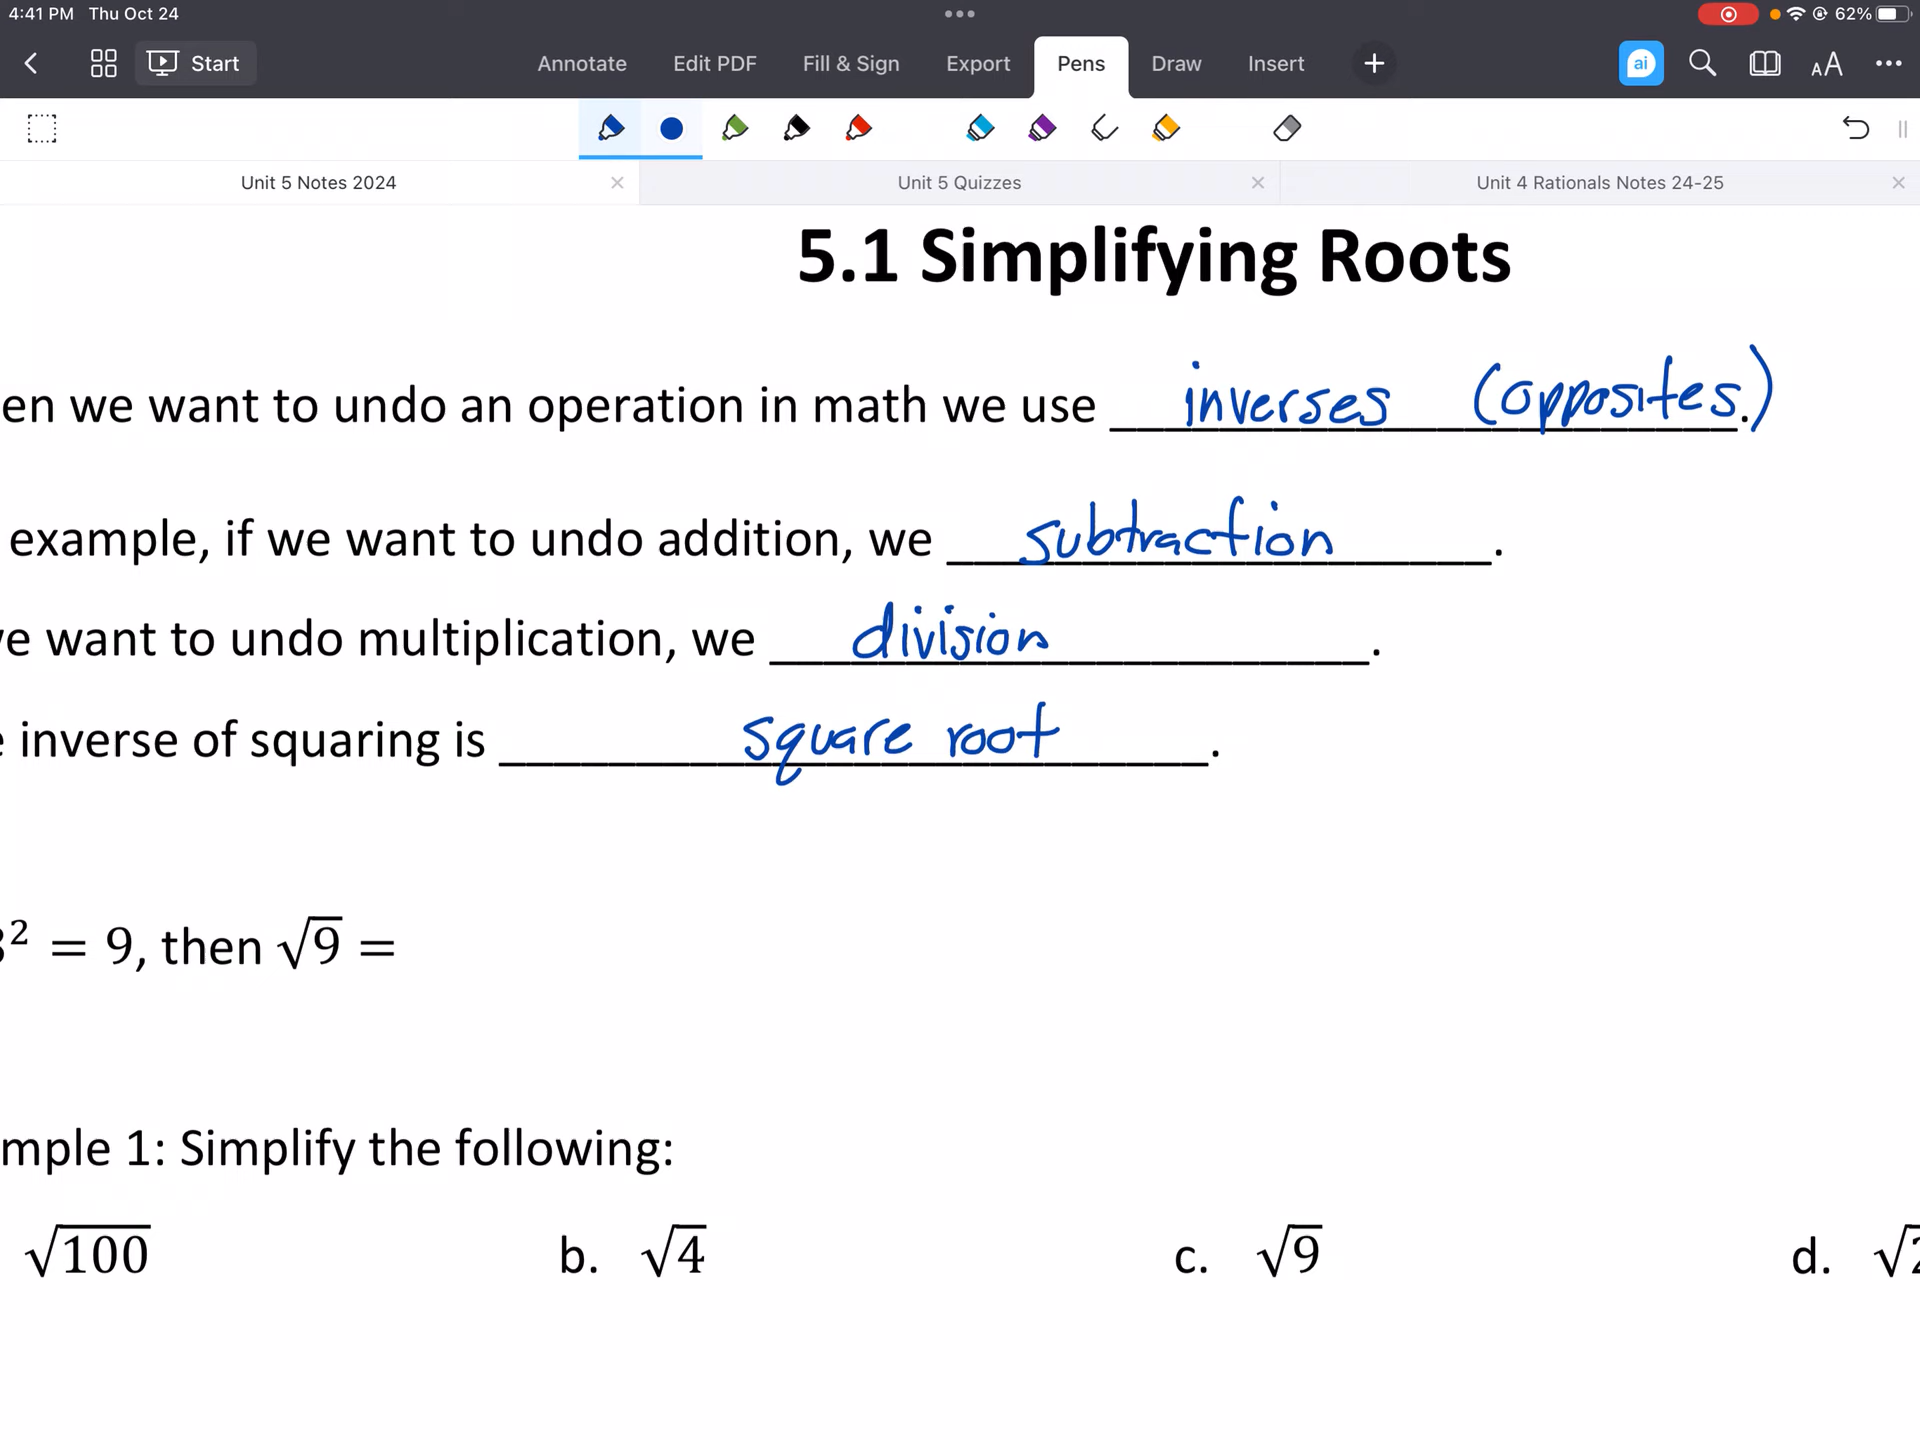 4:41 PM Thu Oct 24 62%
Start Annotate Edit PDF Fill & Sign Export Pens Draw Insert ai AA
Unit 5 Notes 2024 Unit 5 Quizzes Unit 4 Rationals Notes 24-25
5.1 Simplifying Roots
en we want to undo an operation in math we use inverses (opposites.)
example, if we want to undo addition, we subtraction.
ve want to undo multiplication, we division.
e inverse of squaring is square root.
3² = 9, then √9 =
mple 1: Simplify the following:
√100 b. √4 c. √9 d. √2